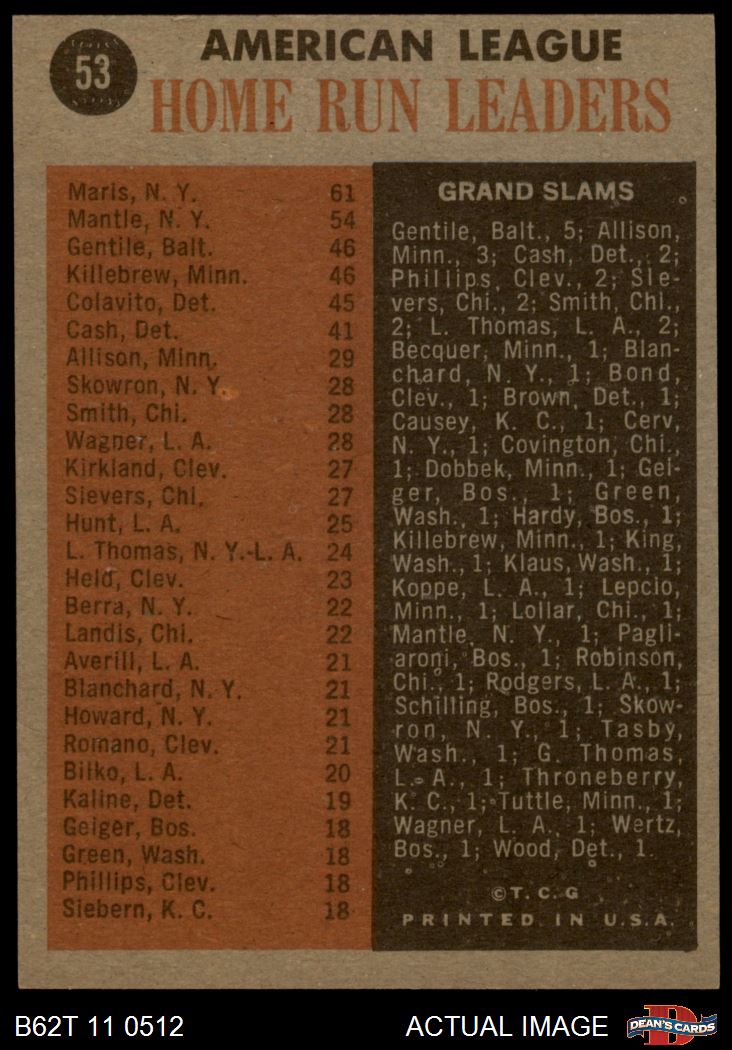 53
AMERICAN LEAGUE
HOME RUN LEADERS
Maris, N. Y. 61
Mantle, N. Y. 54
Gentile, Balt. 46
Killebrew, Minn. 46
Colavito, Det. 45
Cash, Det. 41
Allison, Minn. 29
Skowron, N. Y. 28
Smith, Chi. 28
Wagner, L. A. 28
Kirkland, Clev. 27
Sievers, Chi. 27
Hunt, L. A. 25
L. Thomas, N. Y.-L. A. 24
Held, Clev. 23
Berra, N. Y. 22
Landis, Chi. 22
Averill, L. A. 21
Blanchard, N. Y. 21
Howard, N. Y. 21
Romano, Clev. 21
Bilko, L. A. 20
Kaline, Det. 19
Geiger, Bos. 18
Green, Wash. 18
Phillips, Clev. 18
Siebern, K. C. 18
GRAND SLAMS
Gentile, Balt., 5; Allison,
Minn., 3; Cash, Det., 2;
Phillips, Clev., 2; Sie-
vers, Chi., 2; Smith, Chi.,
2; L. Thomas, L. A., 2;
Becquer, Minn., 1; Blan-
chard, N. Y., 1; Bond,
Clev., 1; Brown, Det., 1;
Causey, K. C., 1; Cerv,
N. Y., 1; Covington, Chi.,
1; Dobbek, Minn., 1; Gei-
ger, Bos., 1; Green,
Wash., 1; Hardy, Bos., 1;
Killebrew, Minn., 1; King,
Wash., 1; Klaus, Wash., 1;
Koppe, L. A., 1; Lepcio,
Minn., 1; Lollar, Chi., 1;
Mantle, N. Y., 1; Pagli-
aroni, Bos., 1; Robinson,
Chi., 1; Rodgers, L. A., 1;
Schilling, Bos., 1; Skow-
ron, N. Y., 1; Tasby,
Wash., 1; G. Thomas,
L. A., 1; Throneberry,
K. C., 1; Tuttle, Minn., 1;
Wagner, L. A., 1; Wertz,
Bos., 1; Wood, Det., 1.
© T. C. G
PRINTED IN U.S.A.
B62T 11 0512
ACTUAL IMAGE
DEAN'S CARDS